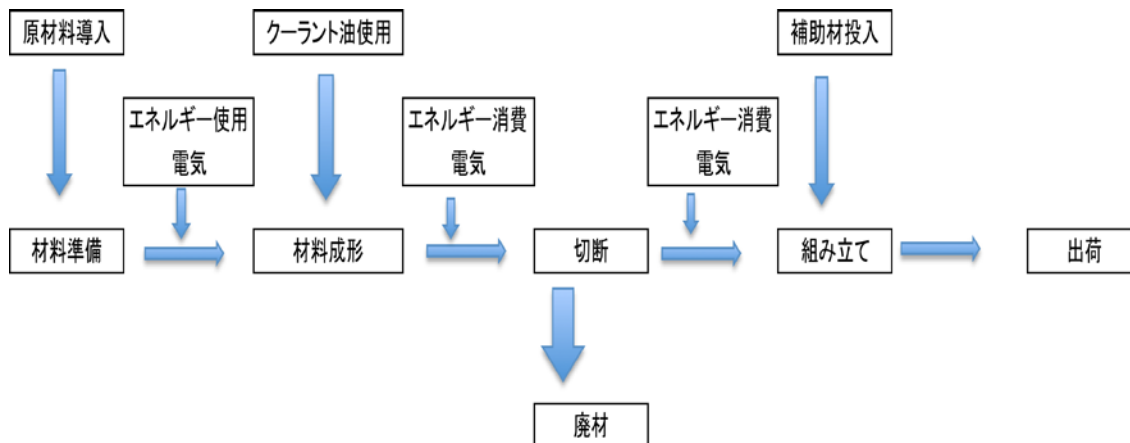 原材料導入
クーラント油使用
補助材投入
エネルギー使用
電気
エネルギー消費
電気
エネルギー消費
電気
材料準備
材料成形
切断
組み立て
出荷
廃材